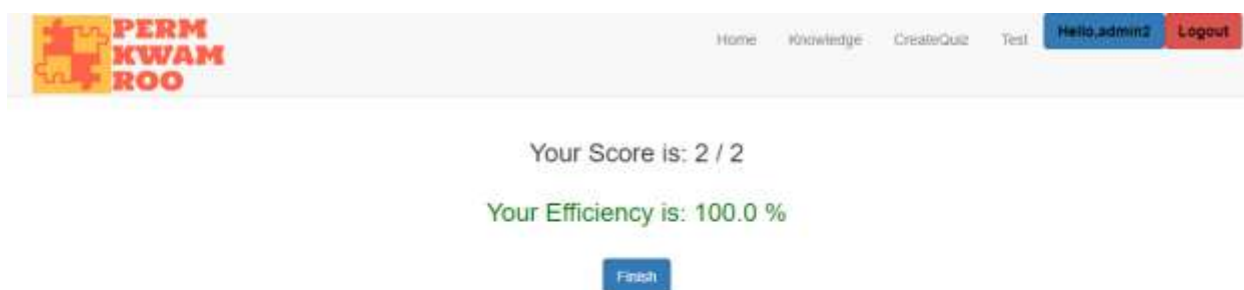 PERM
KWAM
ROO
Home Knowledge CreateQuiz Test Hello,admin2 Logout
Your Score is: 2 / 2
Your Efficiency is: 100.0 %
Finish